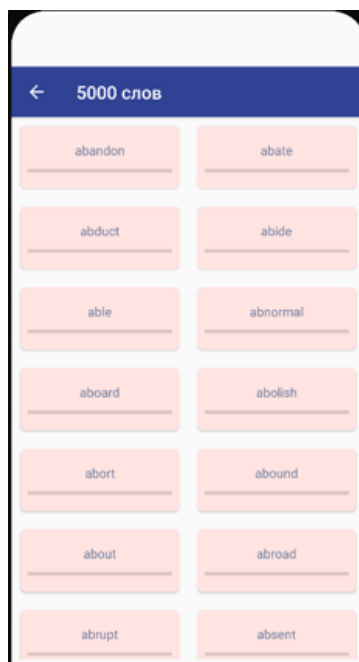 5000 слов
abandon abate
abduct abide
able abnormal
aboard abolish
abort abound
about abroad
abrupt absent